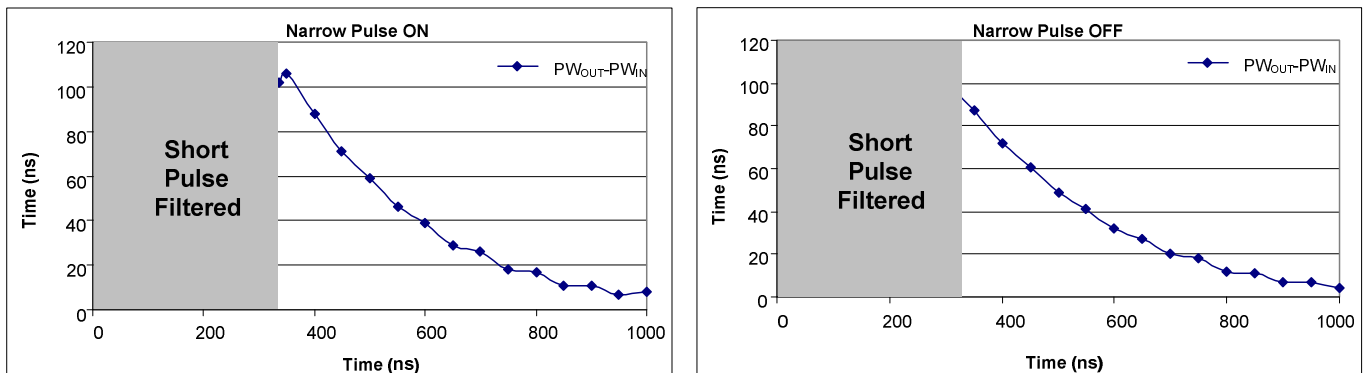 Narrow Pulse ON
120
100
80
60
40
20
0
Time (ns)
PWOUT-PWIN
Short
Pulse
Filtered
0 200 400 600 800 1000
Time (ns)
Narrow Pulse OFF
120
100
80
60
40
20
0
Time (ns)
PWOUT-PWIN
Short
Pulse
Filtered
0 200 400 600 800 1000
Time (ns)